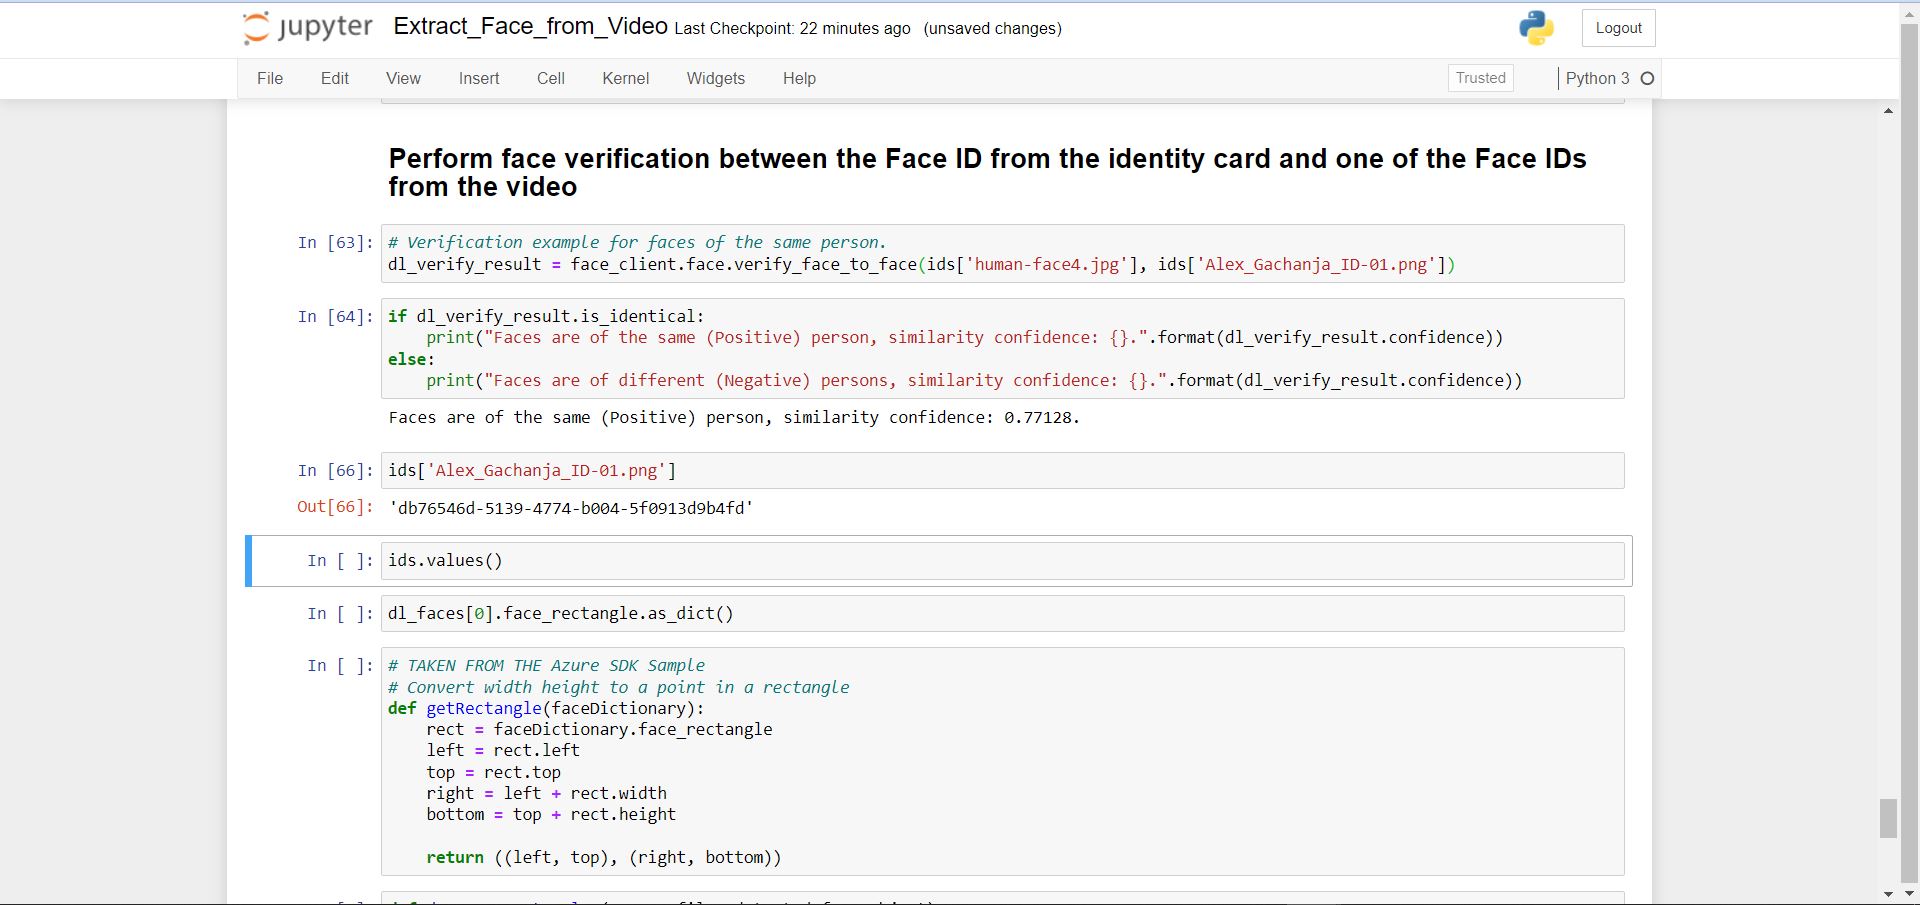 jupyter Extract_Face_from_Video Last Checkpoint: 22 minutes ago (unsaved changes)
Logout
File Edit View Insert Cell Kernel Widgets Help
Trusted
Python 3
Perform face verification between the Face ID from the identity card and one of the Face IDs
from the video
In [63]:
# Verification example for faces of the same person.
dl_verify_result = face_client.face.verify_face_to_face(ids['human-face4.jpg'], ids['Alex_Gachanja_ID-01.png'])
In [64]:
if dl_verify_result.is_identical:
    print("Faces are of the same (Positive) person, similarity confidence: {}.".format(dl_verify_result.confidence))
else:
    print("Faces are of different (Negative) persons, similarity confidence: {}.".format(dl_verify_result.confidence))
Faces are of the same (Positive) person, similarity confidence: 0.77128.
In [66]:
ids['Alex_Gachanja_ID-01.png']
Out[66]:
'db76546d-5139-4774-b004-5f0913d9b4fd'
In [ ]:
ids.values()
In [ ]:
dl_faces[0].face_rectangle.as_dict()
In [ ]:
# TAKEN FROM THE Azure SDK Sample
# Convert width height to a point in a rectangle
def getRectangle(faceDictionary):
    rect = faceDictionary.face_rectangle
    left = rect.left
    top = rect.top
    right = left + rect.width
    bottom = top + rect.height
    return ((left, top), (right, bottom))